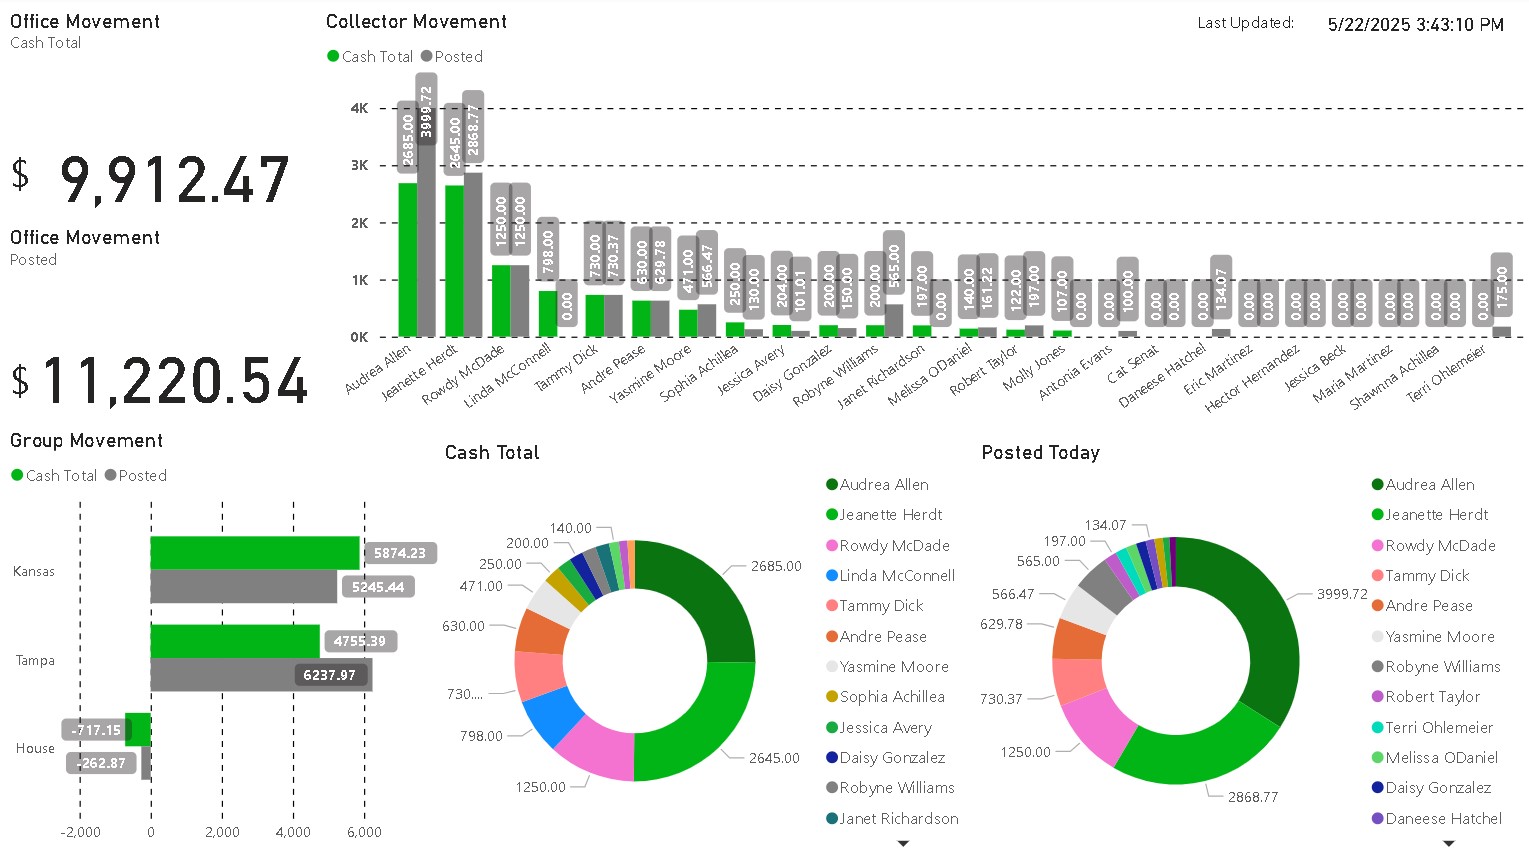 Office Movement
Cash Total
$ 9,912.47
Office Movement
Posted
$ 11,220.54
Collector Movement
Last Updated: 5/22/2025 3:43:10 PM
Cash Total Posted
4K
3K
2K
1K
0K
2685.00 3999.72 2645.00 2868.77 1250.00 1250.00 798.00 0.00 730.00 730.37 630.00 629.78 471.00 566.47 250.00 130.00 204.00 101.01 200.00 150.00 200.00 565.00 197.00 0.00 140.00 161.22 122.00 197.00 107.00 0.00 0.00 100.00 0.00 0.00 0.00 134.07 0.00 0.00 0.00 0.00 0.00 0.00 0.00 0.00 0.00 0.00 0.00 175.00
Audrea Allen
Jeanette Herdt
Rowdy McDade
Linda McConnell
Tammy Dick
Andre Pease
Yasmine Moore
Sophia Achillea
Jessica Avery
Daisy Gonzalez
Robyne Williams
Janet Richardson
Melissa ODaniel
Robert Taylor
Molly Jones
Antonia Evans
Cat Senat
Daneese Hatchel
Eric Martinez
Hector Hernandez
Jessica Beck
Maria Martinez
Shawnna Achillea
Terri Ohlemeier
Group Movement
Cash Total Posted
Kansas
5874.23
5245.44
Tampa
4755.39
6237.97
House
-717.15
-262.87
-2,000 0 2,000 4,000 6,000
Cash Total
140.00
200.00
250.00
471.00
630.00
730....
798.00
1250.00
2645.00
2685.00
Audrea Allen
Jeanette Herdt
Rowdy McDade
Linda McConnell
Tammy Dick
Andre Pease
Yasmine Moore
Sophia Achillea
Jessica Avery
Daisy Gonzalez
Robyne Williams
Janet Richardson
Posted Today
134.07
197.00
565.00
566.47
629.78
730.37
1250.00
2868.77
3999.72
Audrea Allen
Jeanette Herdt
Rowdy McDade
Tammy Dick
Andre Pease
Yasmine Moore
Robyne Williams
Robert Taylor
Terri Ohlemeier
Melissa ODaniel
Daisy Gonzalez
Daneese Hatchel